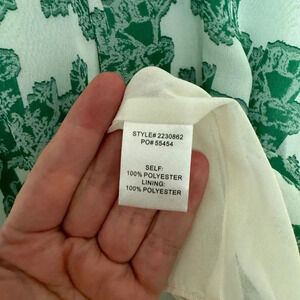 STYLE# 2230862
PO# 55454
SELF:
100% POLYESTER
LINING:
100% POLYESTER